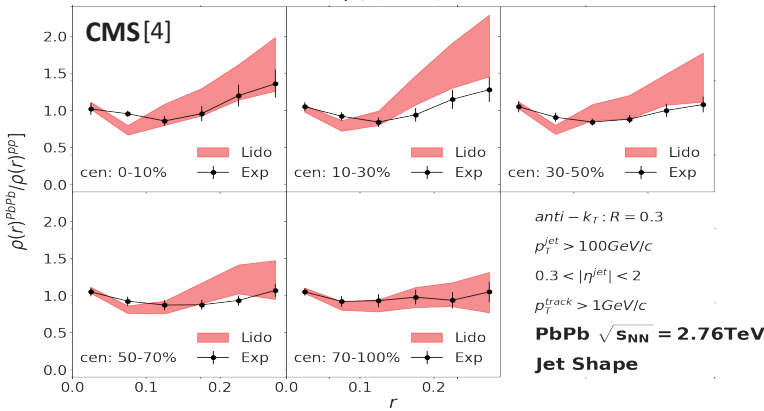 CMS[4]
2.0
1.5
1.0
0.5
0.0
Lido
Exp
cen: 0-10%
Lido
Exp
cen: 10-30%
Lido
Exp
cen: 30-50%
ρ(r)^{PbPb}/ρ(r)^{pp}]
2.0
1.5
1.0
0.5
0.0
Lido
Exp
cen: 50-70%
Lido
Exp
cen: 70-100%
anti − k_T : R = 0.3
p_T^{jet} > 100GeV/c
0.3 < |η^{jet}| < 2
p_T^{track} > 1GeV/c
PbPb √s_{NN} = 2.76TeV
Jet Shape
0.0 0.1 0.2 0.0 0.1 0.2
r